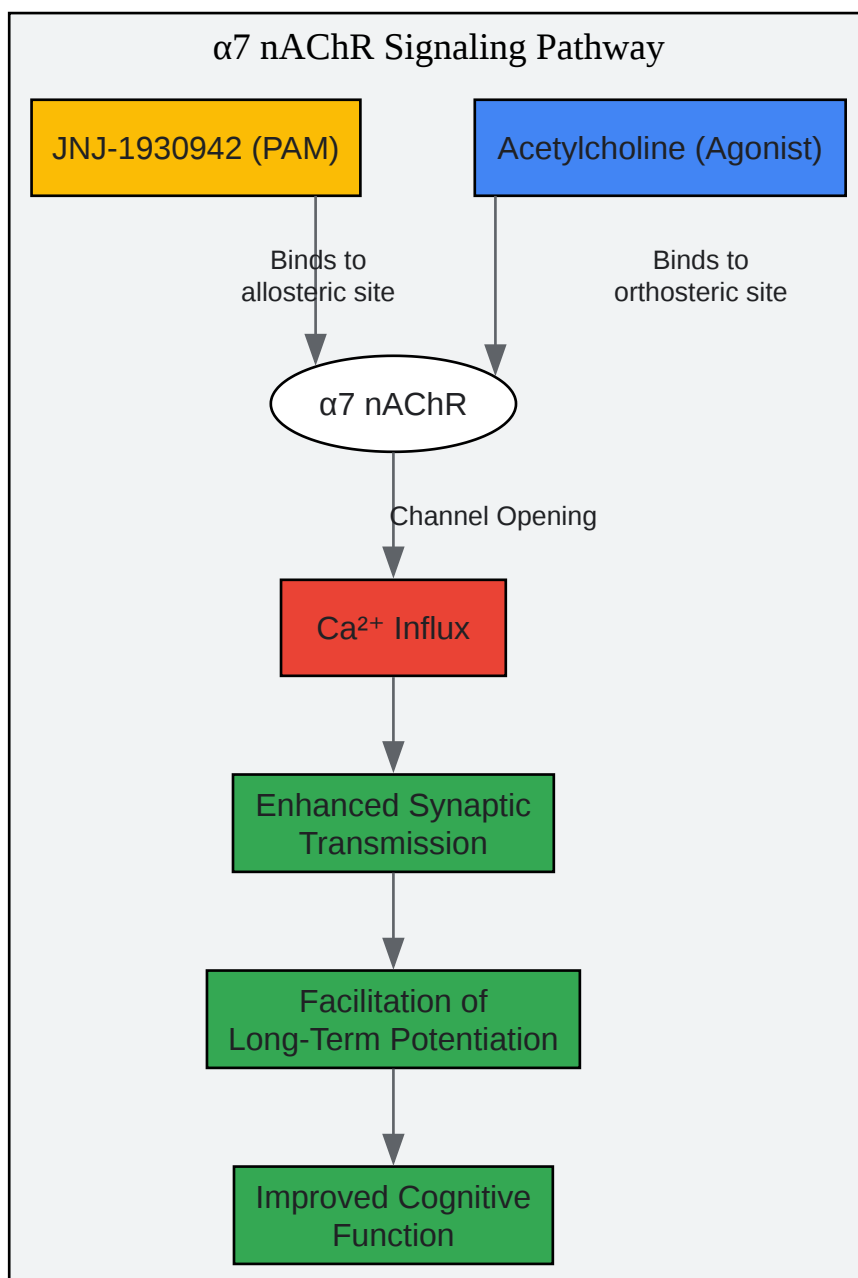 α7 nAChR Signaling Pathway
JNJ-1930942 (PAM)
Acetylcholine (Agonist)
Binds to
allosteric site
Binds to
orthosteric site
α7 nAChR
Channel Opening
Ca²⁺ Influx
Enhanced Synaptic
Transmission
Facilitation of
Long-Term Potentiation
Improved Cognitive
Function